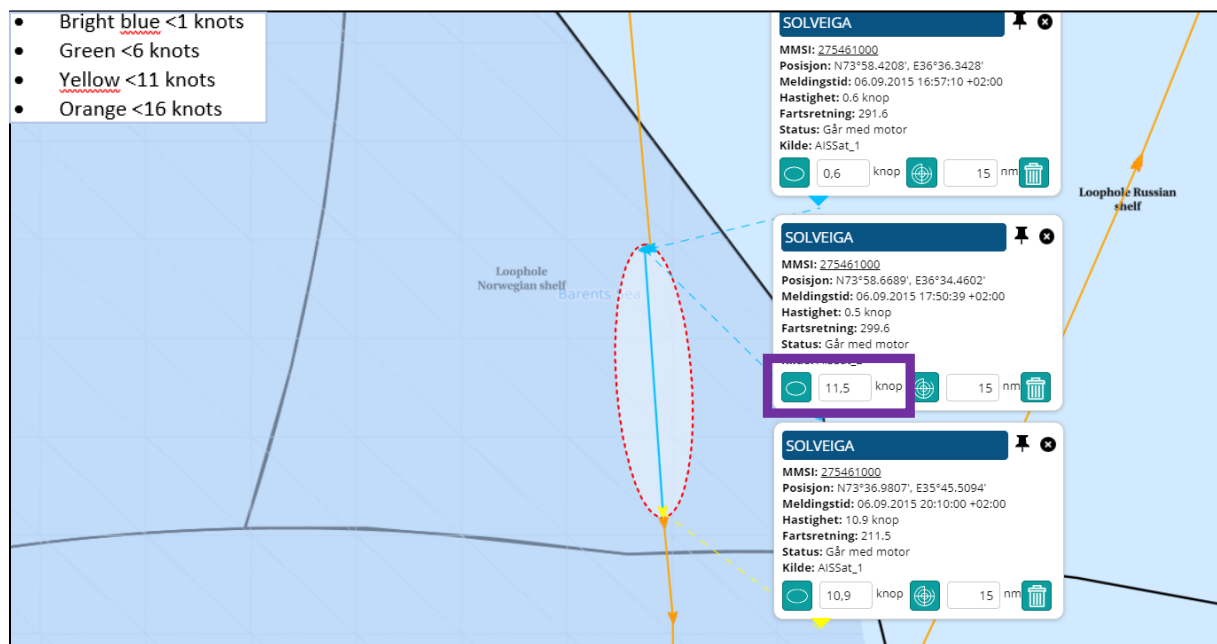 Bright blue <1 knots
Green <6 knots
Yellow <11 knots
Orange <16 knots
SOLVEIGA
MMSI: 275461000
Posisjon: N73°58.4208', E36°36.3428'
Meldingstid: 06.09.2015 16:57:10 +02:00
Hastighet: 0.6 knop
Fartsretning: 291.6
Status: Går med motor
Kilde: AISSat_1
0,6 knop 15 nm
Loophole Russian
shelf
Loophole
Norwegian shelf
Barents Sea
SOLVEIGA
MMSI: 275461000
Posisjon: N73°58.6689', E36°34.4602'
Meldingstid: 06.09.2015 17:50:39 +02:00
Hastighet: 0.5 knop
Fartsretning: 299.6
Status: Går med motor
11,5 knop 15 nm
SOLVEIGA
MMSI: 275461000
Posisjon: N73°36.9807', E35°45.5094'
Meldingstid: 06.09.2015 20:10:00 +02:00
Hastighet: 10.9 knop
Fartsretning: 211.5
Status: Går med motor
Kilde: AISSat_1
10,9 knop 15 nm